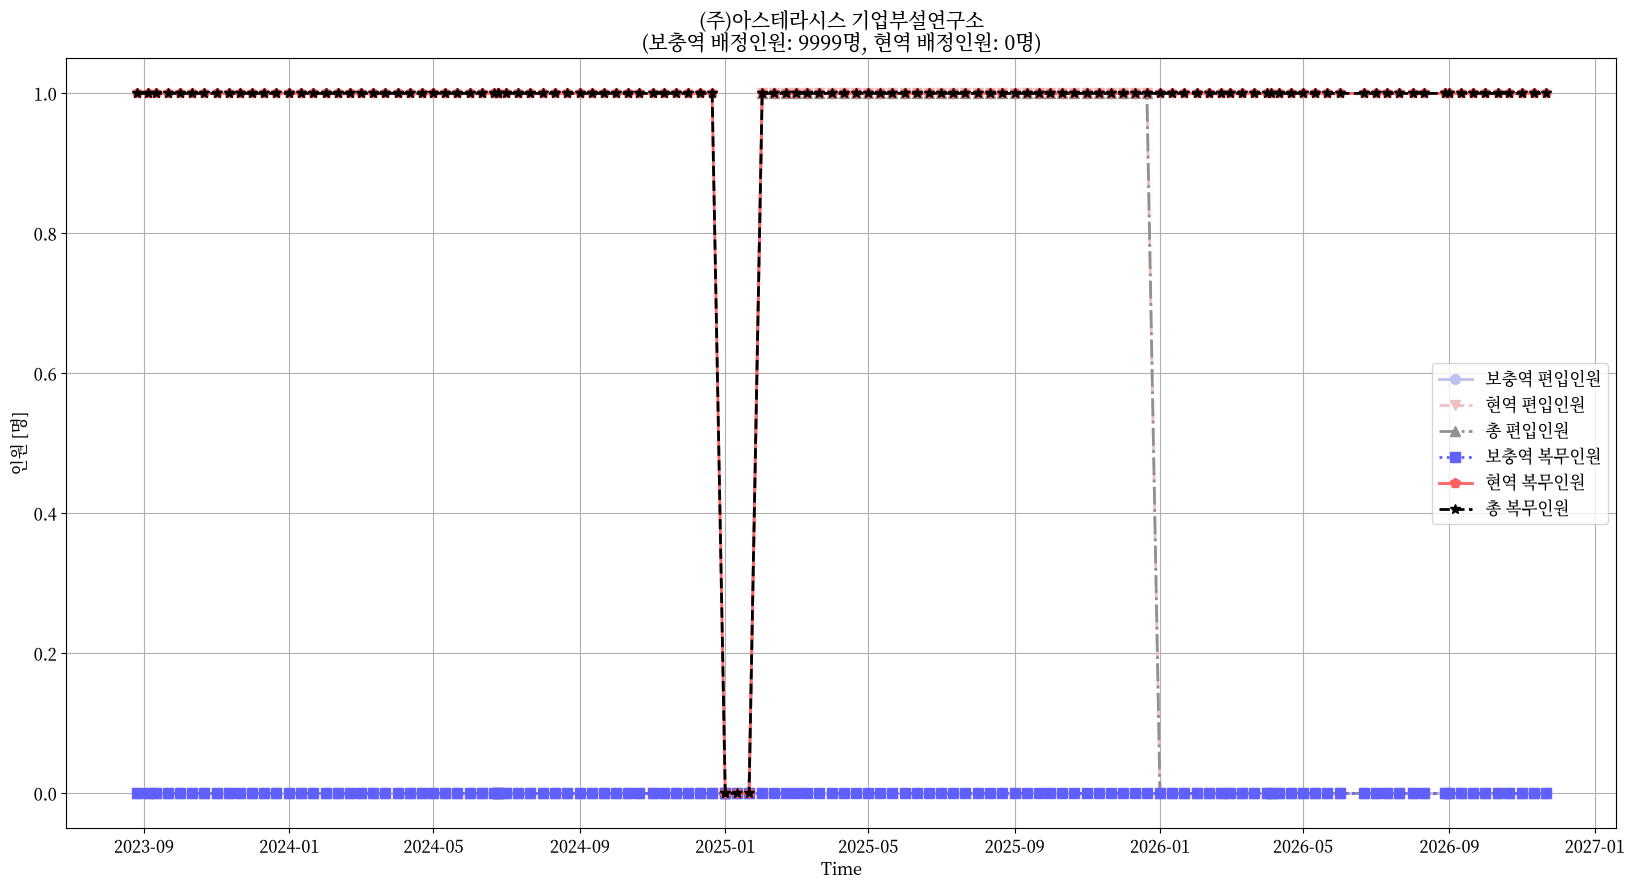 (주)아스테라시스 기업부설연구소
(보충역 배정인원: 9999명, 현역 배정인원: 0명)
인원 [명]
1.0
0.8
0.6
0.4
0.2
0.0
보충역 편입인원
현역 편입인원
총 편입인원
보충역 복무인원
현역 복무인원
총 복무인원
2023-09 2024-01 2024-05 2024-09 2025-01 2025-05 2025-09 2026-01 2026-05 2026-09 2027-01
Time